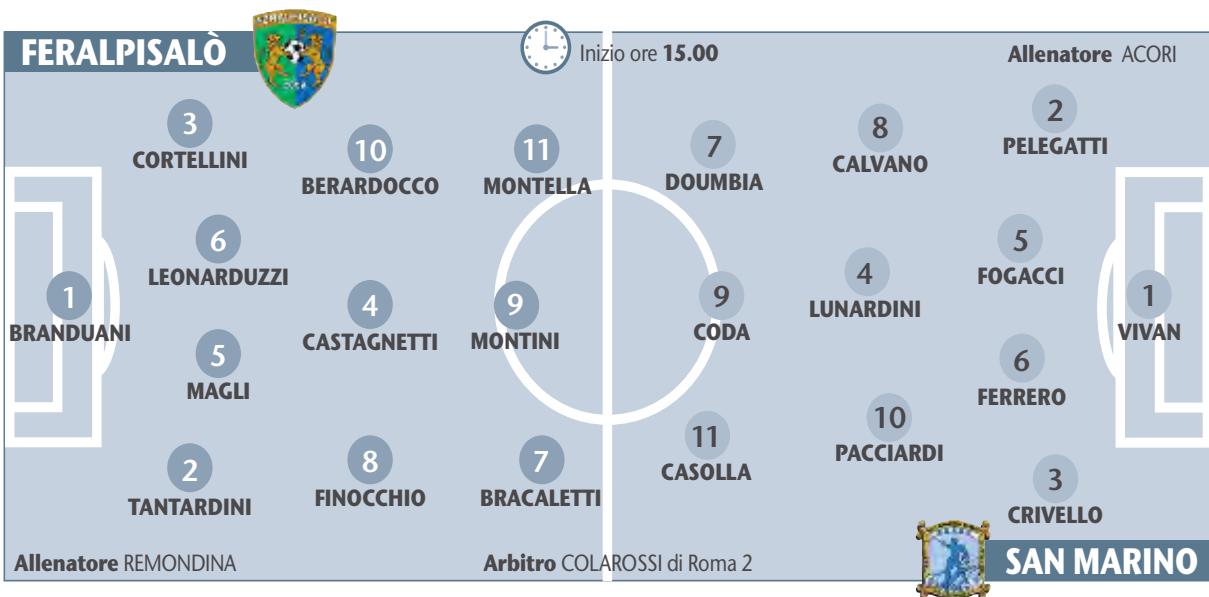 FERALPISALÒ
Inizio ore 15.00
Allenatore ACORI
3
CORTELLINI
10
BERARDOCCO
11
MONTELLA
6
LEONARDUZZI
1
BRANDUANI
4
CASTAGNETTI
9
MONTINI
5
MAGLI
2
TANTARDINI
8
FINOCCHIO
7
BRACALETTI
7
DOUMBIA
8
CALVANO
2
PELEGATTI
5
FOGACCI
9
CODA
4
LUNARDINI
1
VIVAN
6
FERRERO
11
CASOLLA
10
PACCIARDI
3
CRIVELLO
Allenatore REMONDINA
Arbitro COLAROSSI di Roma 2
SAN MARINO